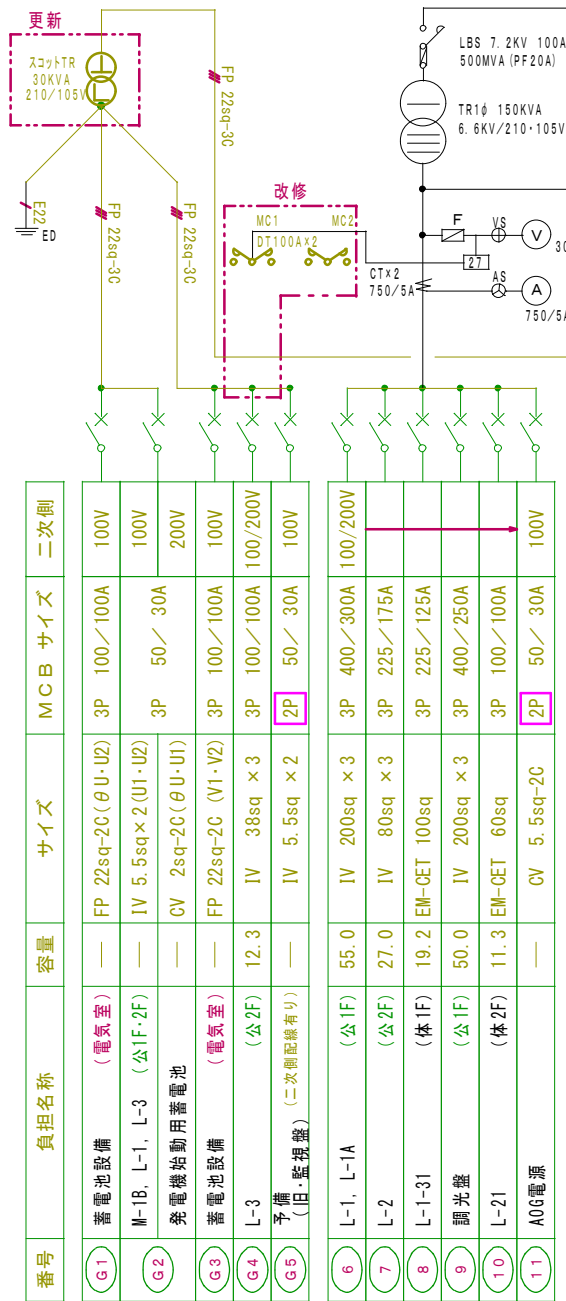 更新
スコットTR
30KVA
210/105V
FP 22sq-3C
LBS 7.2KV 100A
500MVA(PF20A)
TR1φ 150KVA
6.6KV/210・105V
E22
ED
FP 22sq-3C
FP 22sq-3C
改修
MC1
MC2
DT100A×2
F
VS
V
27
CT×2
750/5A
AS
A
750/5A
二次側
100V
100V
200V
100V
100/200V
100V
100/200V
100V
MCB サイズ
3P 100/100A
3P 50/ 30A
3P 100/100A
3P 100/100A
2P 50/ 30A
3P 400/300A
3P 225/175A
3P 225/125A
3P 400/250A
3P 100/100A
2P 50/ 30A
サイズ
FP 22sq-2C(θU・U2)
IV 5.5sq×2(U1・U2)
CV 2sq-2C(θU・U1)
FP 22sq-2C (V1・V2)
IV 38sq ×3
IV 5.5sq ×2
IV 200sq ×3
IV 80sq ×3
EM-CET 100sq
IV 200sq ×3
EM-CET 60sq
CV 5.5sq-2C
容量
—
—
—
—
12.3
—
55.0
27.0
19.2
50.0
11.3
—
負担名称
蓄電池設備 (電気室)
M-1B, L-1, L-3 (公1F・2F)
発電機始動用蓄電池
蓄電池設備 (電気室)
L-3 (公2F)
予備 (二次側配線有り)
(旧・監視盤)
L-1, L-1A (公1F)
L-2 (公2F)
L-1-31 (体1F)
調光盤 (公1F)
L-21 (体2F)
AOG電源
番号
G1
G2
G3
G4
G5
6
7
8
9
10
11